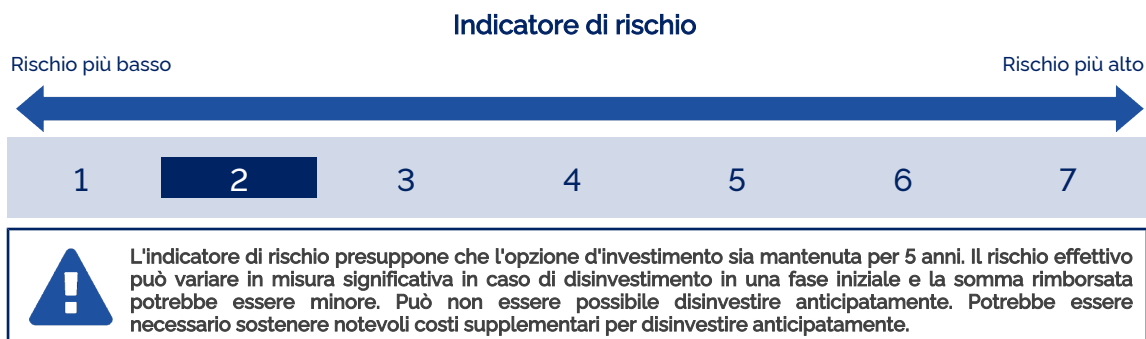 Indicatore di rischio
Rischio più basso
Rischio più alto
1 2 3 4 5 6 7
L'indicatore di rischio presuppone che l'opzione d'investimento sia mantenuta per 5 anni. Il rischio effettivo
può variare in misura significativa in caso di disinvestimento in una fase iniziale e la somma rimborsata
potrebbe essere minore. Può non essere possibile disinvestire anticipatamente. Potrebbe essere
necessario sostenere notevoli costi supplementari per disinvestire anticipatamente.